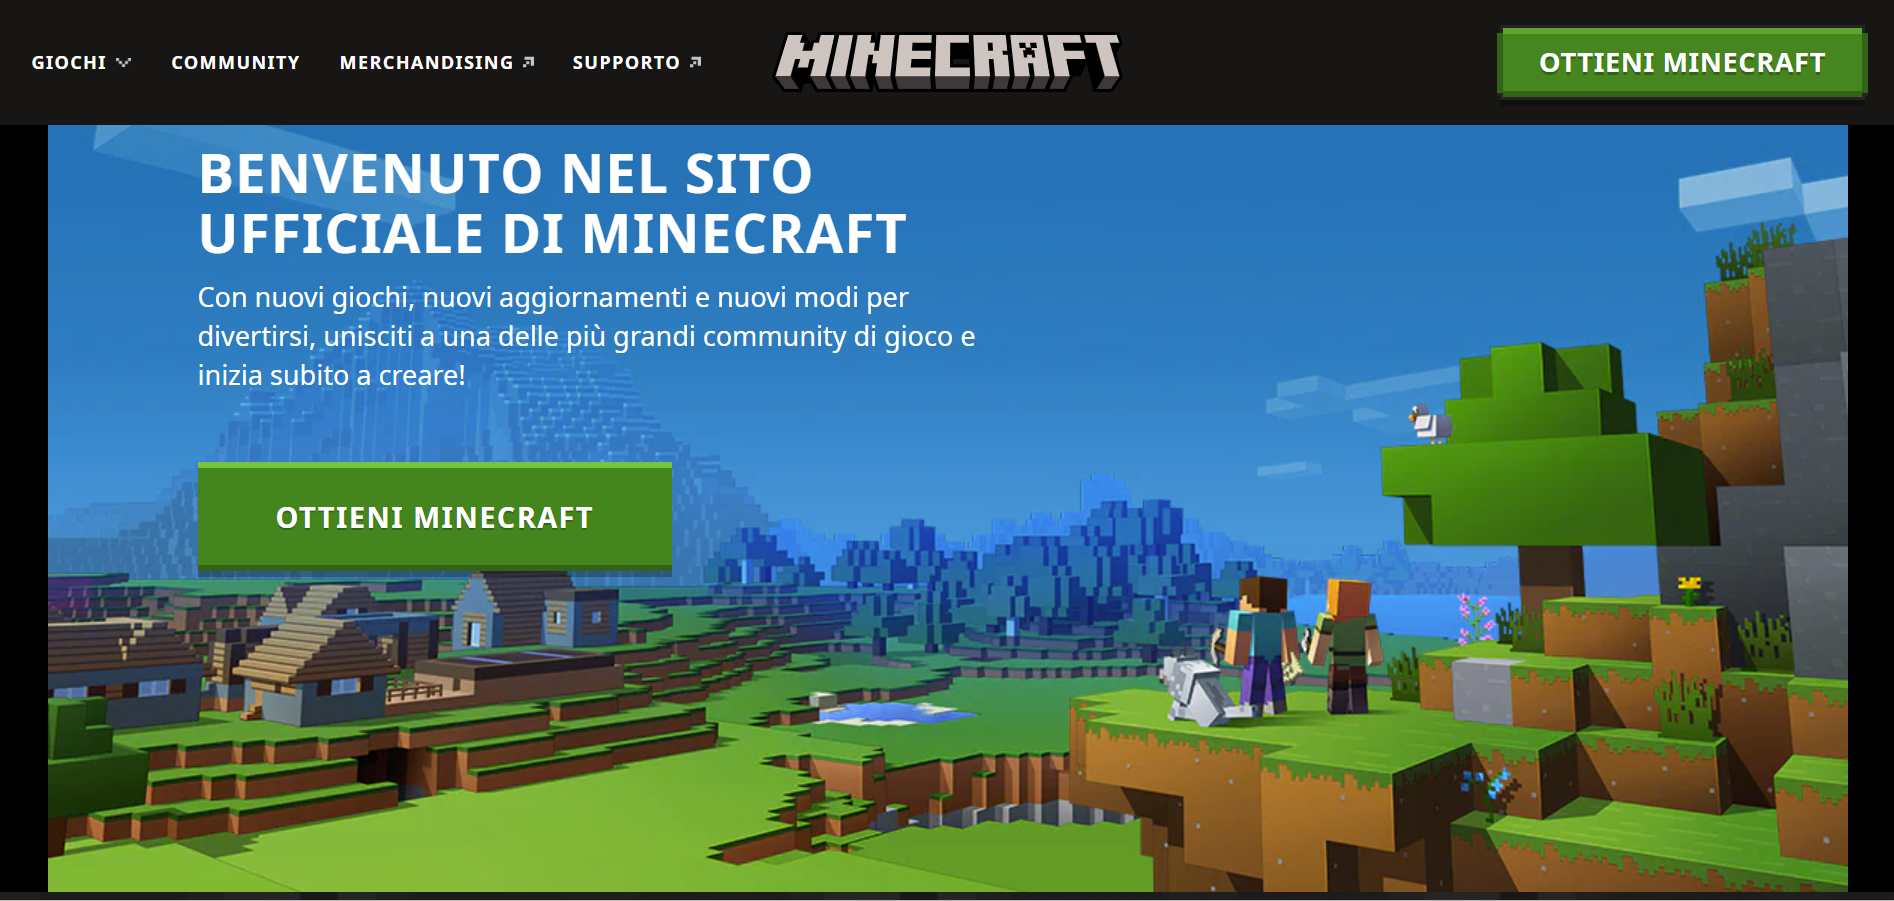 GIOCHI COMMUNITY MERCHANDISING SUPPORTO MINECRAFT OTTIENI MINECRAFT
BENVENUTO NEL SITO
UFFICIALE DI MINECRAFT
Con nuovi giochi, nuovi aggiornamenti e nuovi modi per
divertirsi, unisciti a una delle più grandi community di gioco e
inizia subito a creare!
OTTIENI MINECRAFT